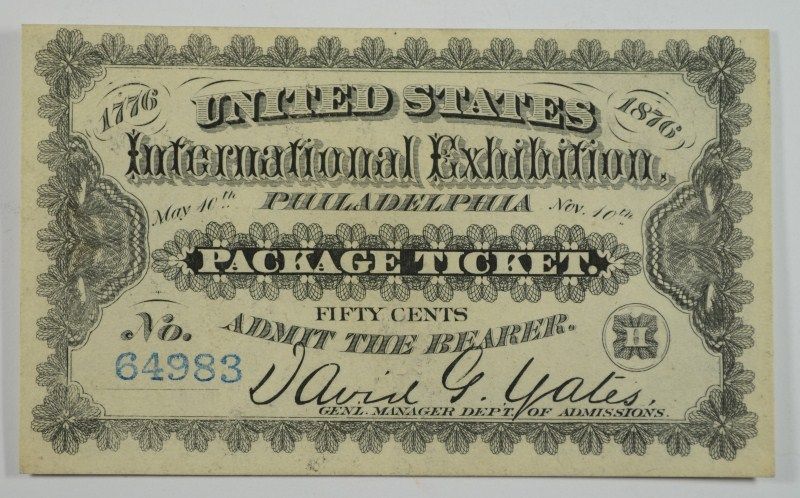 1776 UNITED STATES 1876
International Exhibition,
May 10th PHILADELPHIA Nov. 10th
PACKAGE TICKET.
FIFTY CENTS
ADMIT THE BEARER.
H
No.
64983
David G. Yates,
GENL. MANAGER DEPT. OF ADMISSIONS.